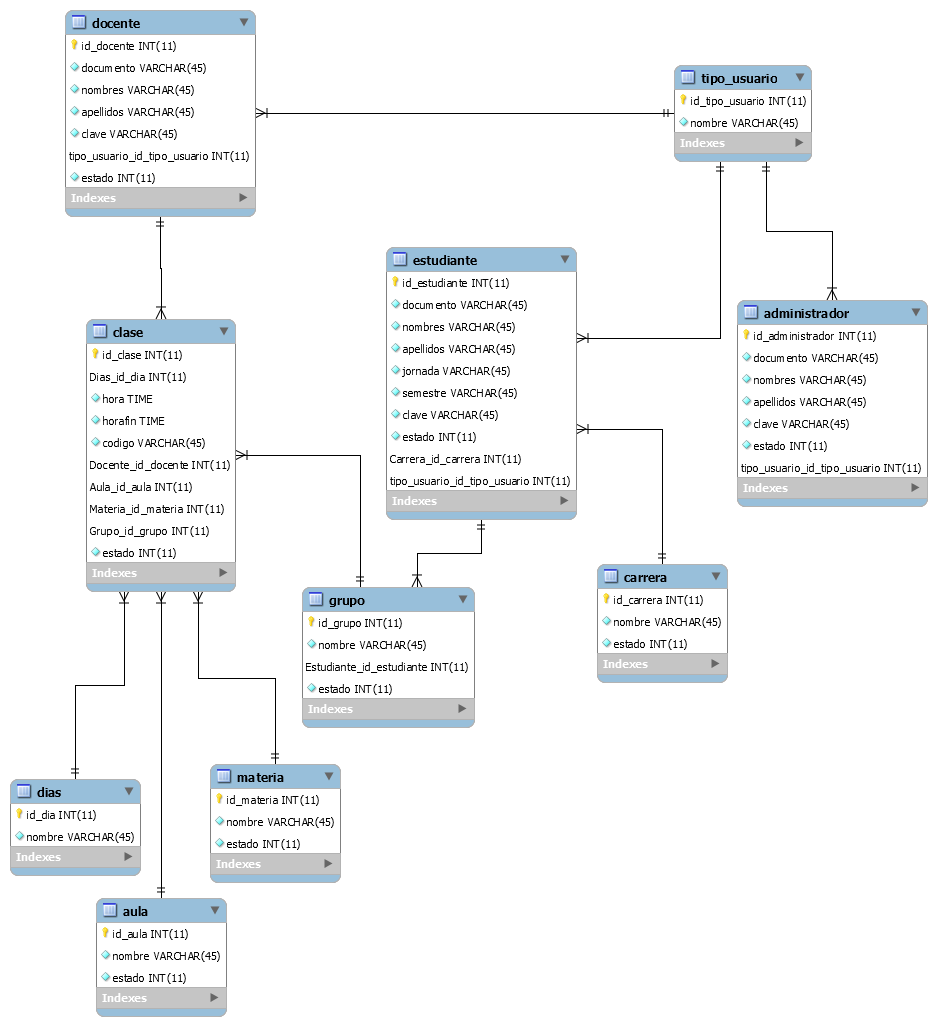 docente
id_docente INT(11)
documento VARCHAR(45)
nombres VARCHAR(45)
apellidos VARCHAR(45)
clave VARCHAR(45)
tipo_usuario_id_tipo_usuario INT(11)
estado INT(11)
Indexes
tipo_usuario
id_tipo_usuario INT(11)
nombre VARCHAR(45)
Indexes
estudiante
id_estudiante INT(11)
documento VARCHAR(45)
nombres VARCHAR(45)
apellidos VARCHAR(45)
jornada VARCHAR(45)
semestre VARCHAR(45)
clave VARCHAR(45)
estado INT(11)
Carrera_id_carrera INT(11)
tipo_usuario_id_tipo_usuario INT(11)
Indexes
administrador
id_administrador INT(11)
documento VARCHAR(45)
nombres VARCHAR(45)
apellidos VARCHAR(45)
clave VARCHAR(45)
estado INT(11)
tipo_usuario_id_tipo_usuario INT(11)
Indexes
clase
id_clase INT(11)
Dias_id_dia INT(11)
hora TIME
horafin TIME
codigo VARCHAR(45)
Docente_id_docente INT(11)
Aula_id_aula INT(11)
Materia_id_materia INT(11)
Grupo_id_grupo INT(11)
estado INT(11)
Indexes
grupo
id_grupo INT(11)
nombre VARCHAR(45)
Estudiante_id_estudiante INT(11)
estado INT(11)
Indexes
carrera
id_carrera INT(11)
nombre VARCHAR(45)
estado INT(11)
Indexes
dias
id_dia INT(11)
nombre VARCHAR(45)
Indexes
materia
id_materia INT(11)
nombre VARCHAR(45)
estado INT(11)
Indexes
aula
id_aula INT(11)
nombre VARCHAR(45)
estado INT(11)
Indexes